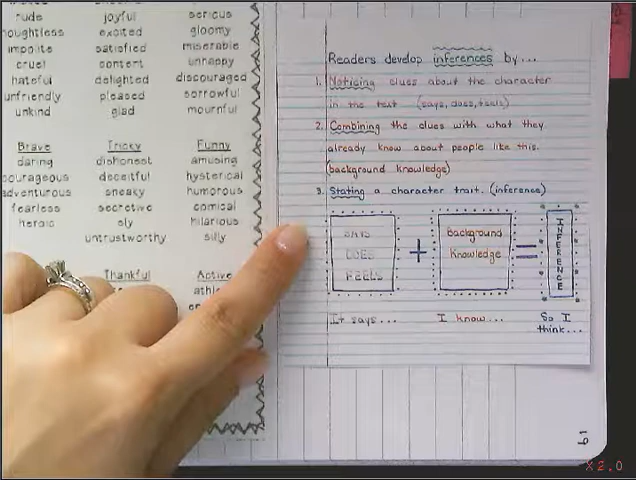 rude joyful serious
excited gloomy
impolite satisfied miserable
cruel content unhappy
hateful delighted discouraged
unfriendly pleased sorrowful
unkind glad mournful
Brave Tricky Funny
daring dishonest amusing
courageous deceitful hysterical
adventurous sneaky humorous
fearless secretive comical
heroic sly hilarious
untrustworthy silly
Thankful Active
Readers develop inferences by...
1. Noticing clues about the character
in the text (says, does, feels)
2. Combining the clues with what they
already know about people like this.
(background knowledge)
3. Stating a character trait. (inference)
SAYS
DOES
FEELS
+
Background
Knowledge
=
INFERENCE
It says... I know... So I
think...
19
x2.0